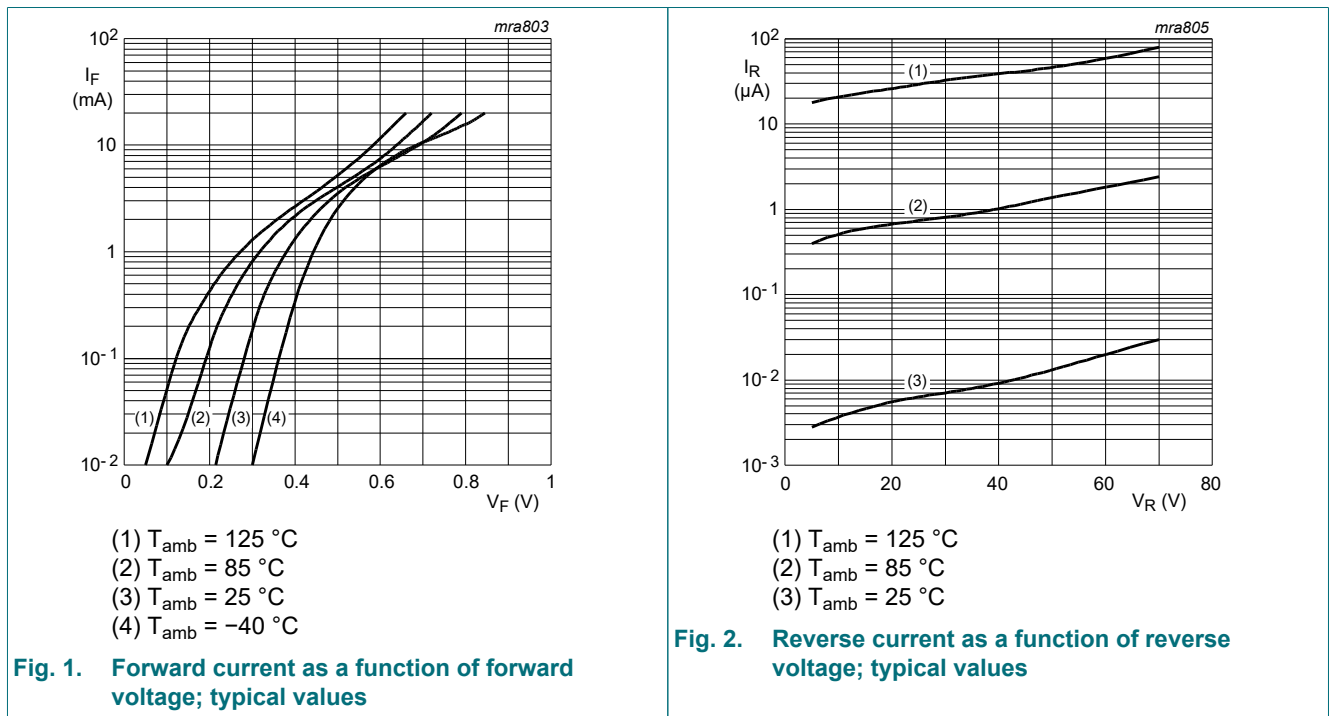 mra803
10²
I_F
(mA)
10
1
10⁻¹
10⁻²
(1)
(2)
(3)
(4)
0
0.2
0.4
0.6
0.8
1
V_F (V)
(1) T_amb = 125 °C
(2) T_amb = 85 °C
(3) T_amb = 25 °C
(4) T_amb = −40 °C
Fig. 1. Forward current as a function of forward
voltage; typical values
mra805
10²
I_R
(µA)
10
1
10⁻¹
10⁻²
10⁻³
(1)
(2)
(3)
0
20
40
60
80
V_R (V)
(1) T_amb = 125 °C
(2) T_amb = 85 °C
(3) T_amb = 25 °C
Fig. 2. Reverse current as a function of reverse
voltage; typical values